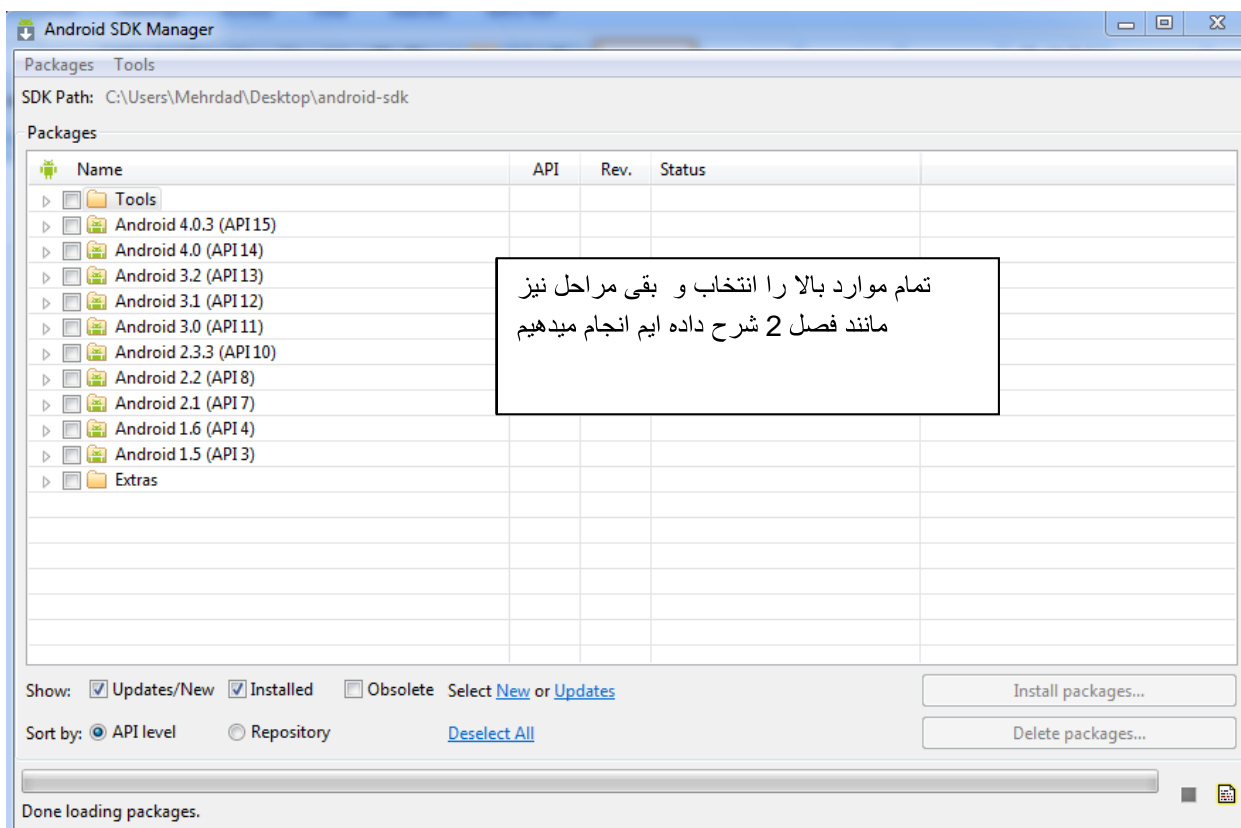 Android SDK Manager
Packages Tools
SDK Path: C:\Users\Mehrdad\Desktop\android-sdk
Packages
Name API Rev. Status
Tools
Android 4.0.3 (API 15)
Android 4.0 (API 14)
Android 3.2 (API 13)
Android 3.1 (API 12)
Android 3.0 (API 11)
Android 2.3.3 (API 10)
Android 2.2 (API 8)
Android 2.1 (API 7)
Android 1.6 (API 4)
Android 1.5 (API 3)
Extras
تمام موارد بالا را انتخاب و بقی مراحل نیز
مانند فصل 2 شرح داده ایم انجام میدهیم
Show: Updates/New Installed Obsolete Select New or Updates Install packages...
Sort by: API level Repository Deselect All Delete packages...
Done loading packages.